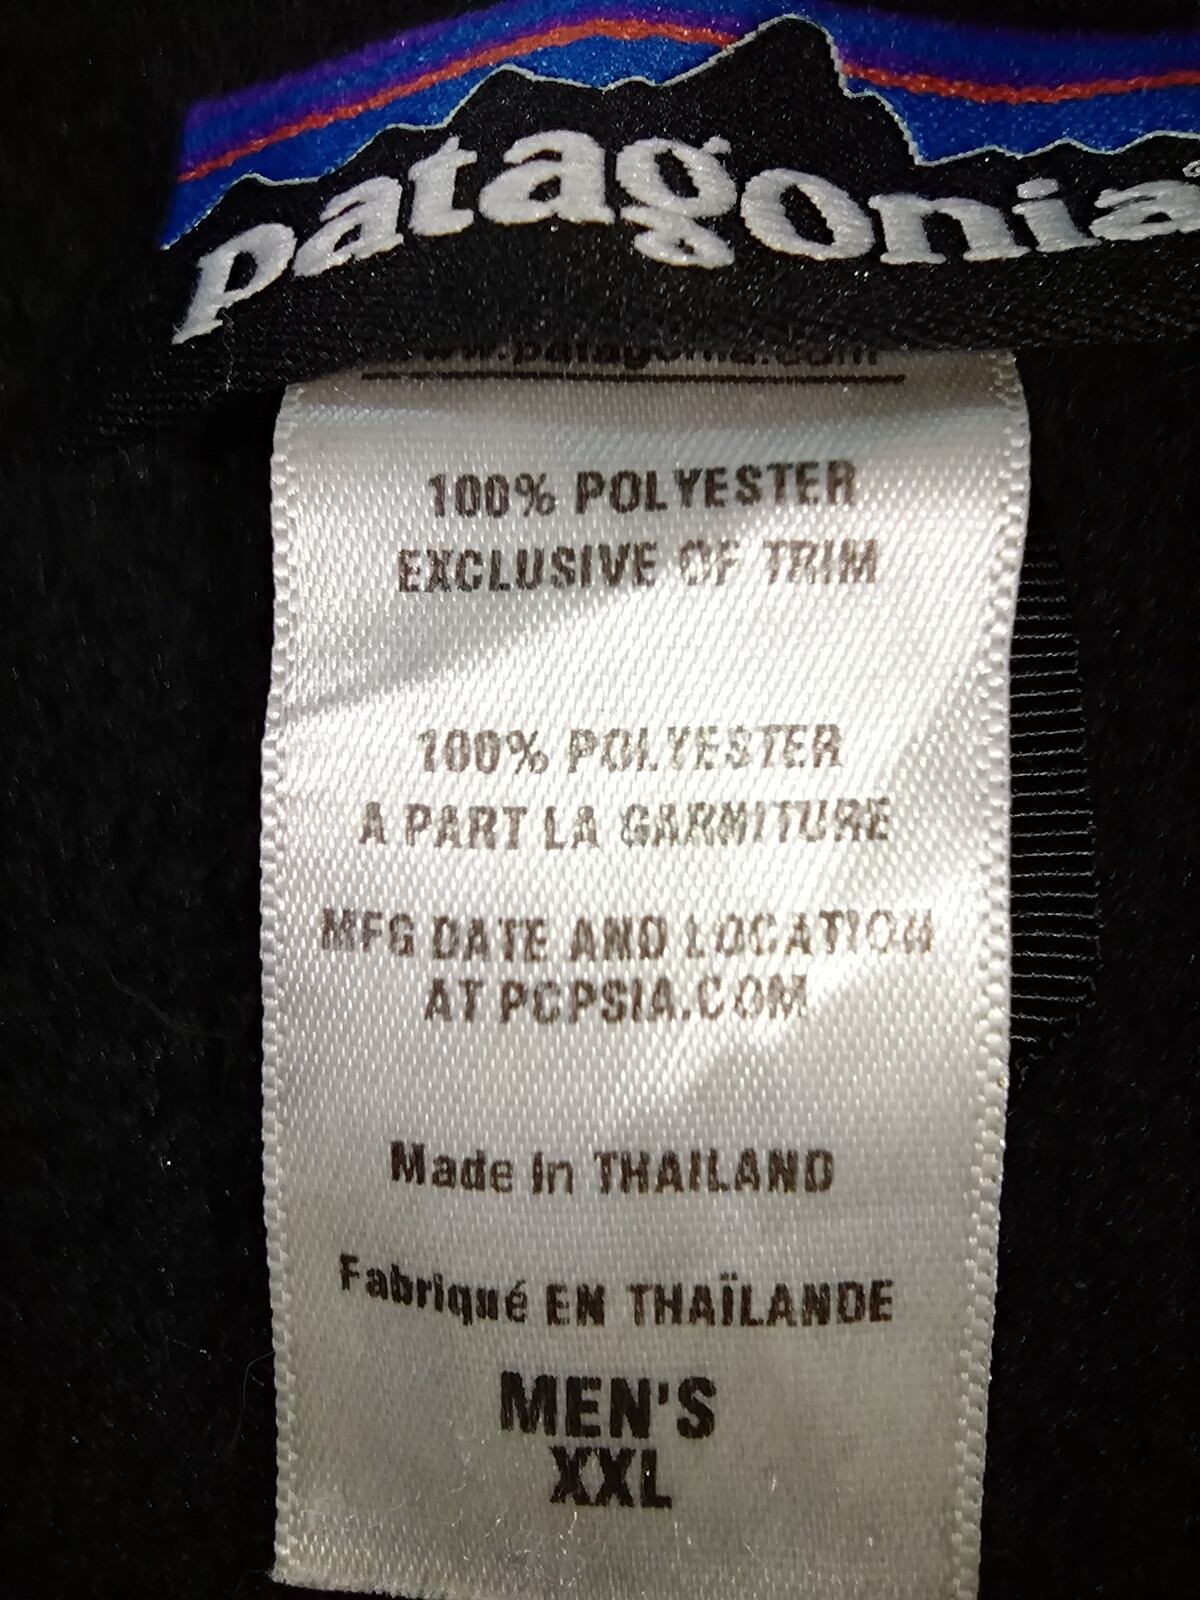 patagonia
www.patagonia.com
100% POLYESTER
EXCLUSIVE OF TRIM
100% POLYESTER
A PART LA GARMITURE
MFG DATE AND LOCATION
AT PCPSIA.COM
Made in THAILAND
Fabriqué EN THAÏLANDE
MEN'S
XXL